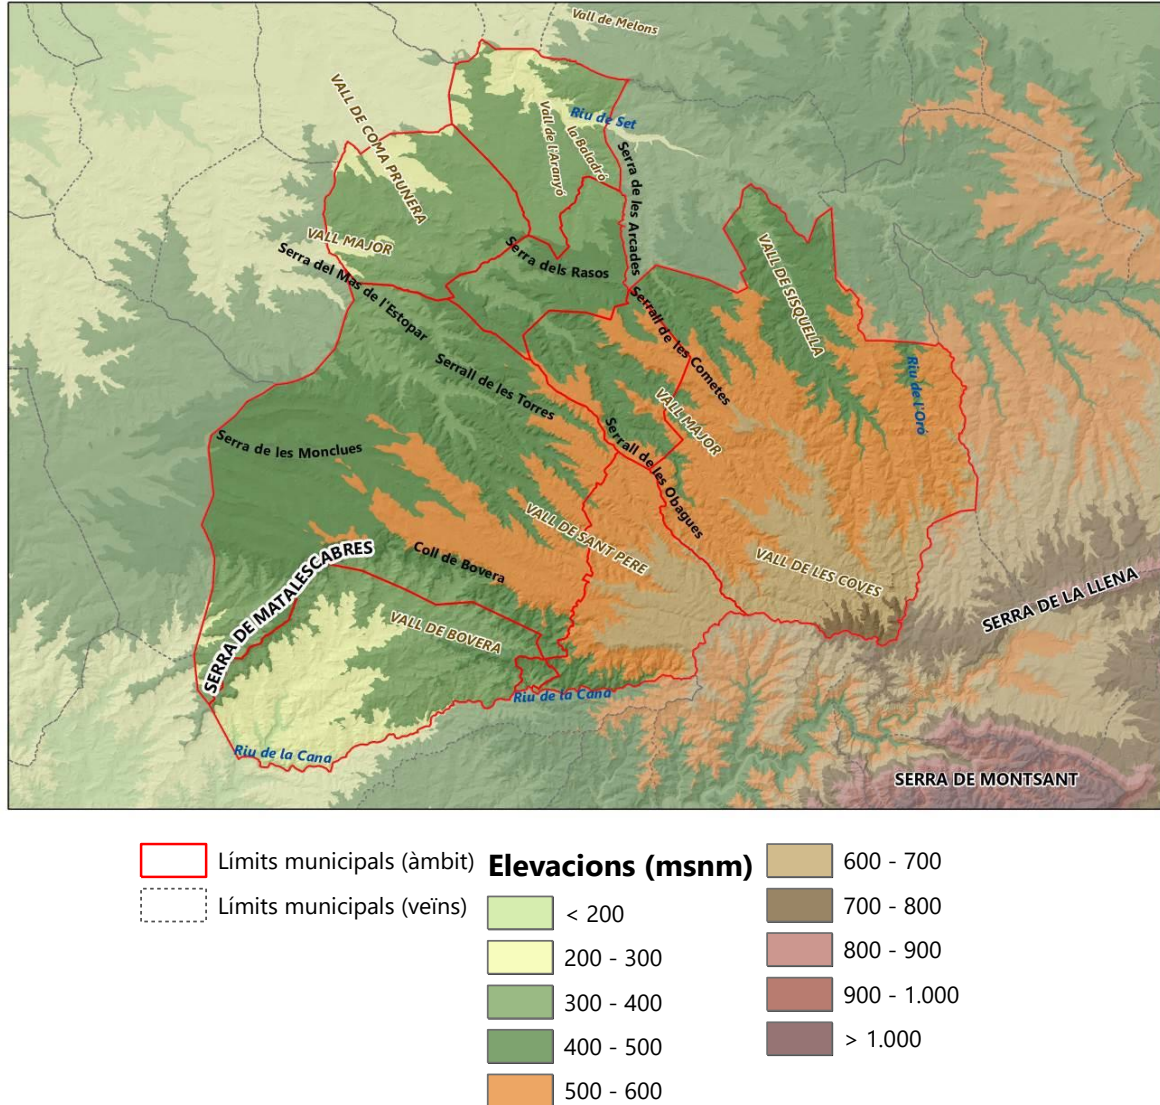 Vall de Melons
VALL DE COMA PRUNERA
Vall de l'Aranyó
la Baladró
Riu de Set
Serra de les Arcades
VALL MAJOR
Serra del Mas de l'Estopar
Serra dels Rasos
VALL DE SISQUELLA
Serrall de les Cometes
Serrall de les Torres
Riu de l'Oró
VALL MAJOR
Serra de les Monclues
Serrall de les Obagues
VALL DE SANT PERE
Coll de Bovera
VALL DE LES COVES
SERRA DE MATALESCABRES
SERRA DE LA LLENA
VALL DE BOVERA
Riu de la Cana
Riu de la Cana
SERRA DE MONTSANT
Límits municipals (àmbit)
Límits municipals (veïns)
Elevacions (msnm)
< 200
200 - 300
300 - 400
400 - 500
500 - 600
600 - 700
700 - 800
800 - 900
900 - 1.000
> 1.000